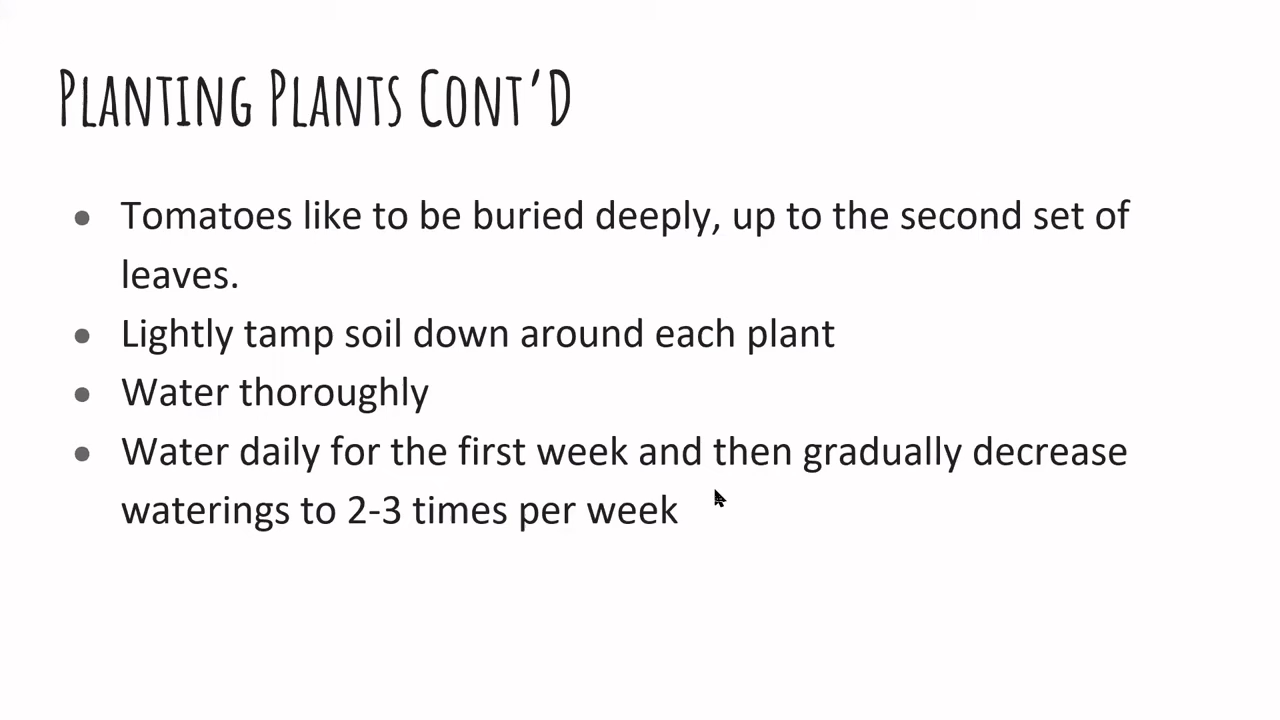 Planting Plants Cont’d
● Tomatoes like to be buried deeply, up to the second set of
leaves.
● Lightly tamp soil down around each plant
● Water thoroughly
● Water daily for the first week and then gradually decrease
waterings to 2-3 times per week